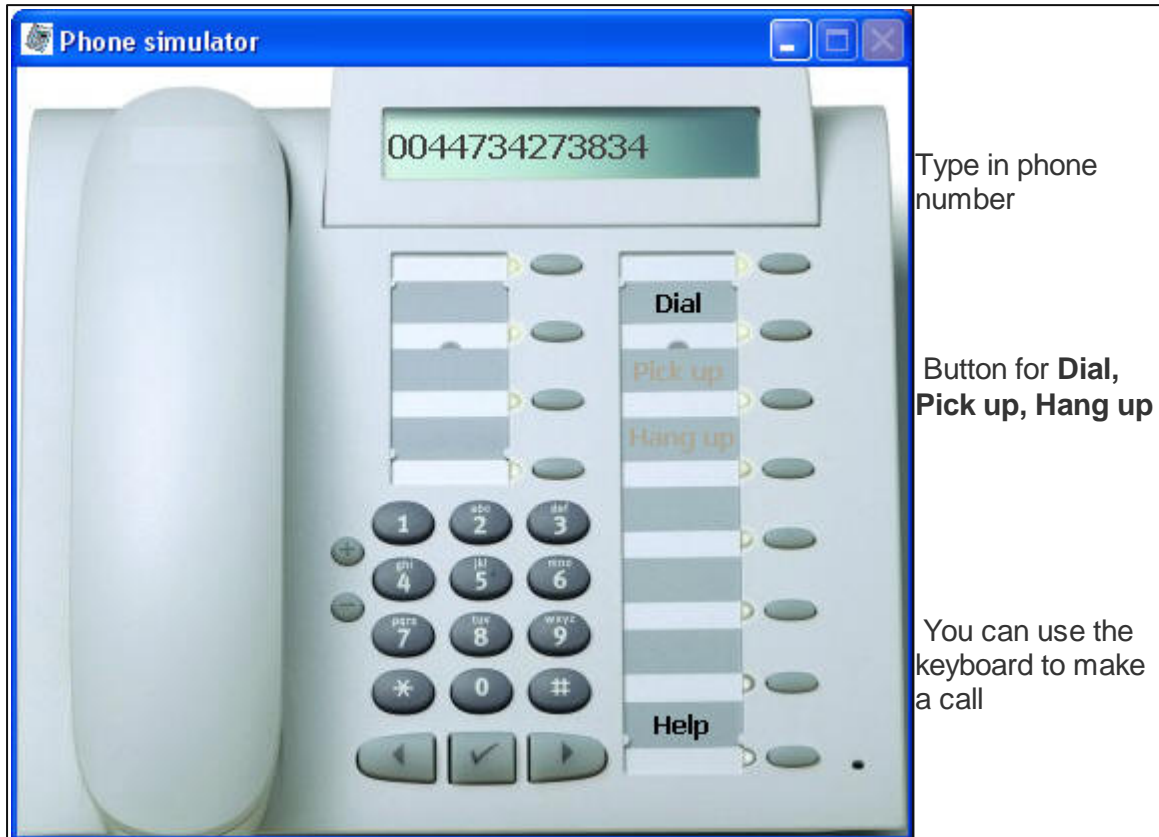 Phone simulator
0044734273834
Type in phone
number
Dial
Pick up
Button for Dial,
Pick up, Hang up
Hang up
1
abc
2
def
3
+
ghi
4
jkl
5
mno
6
-
pqrs
7
tuv
8
wxyz
9
You can use the
keyboard to make
a call
*
0
#
Help